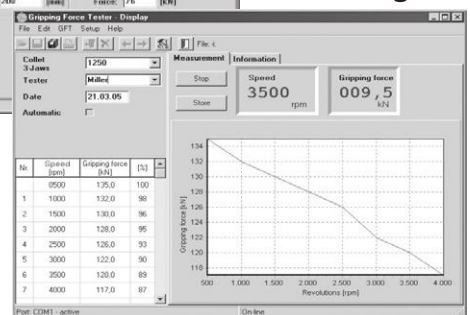 200 [mm] Force: 76 [kN]
Gripping Force Tester - Display
File Edit GFT Setup Help
File: c
Collet
3 Jaws
1250
Tester Miller
Date 21.03.05
Automatic
Measurement Information
Stop
Store
Speed
3500
rpm
Gripping force
009,5
kN
Nr. Speed [rpm] Gripping force [kN] [%]
0500 135,0 100
1 1000 132,0 98
2 1500 130,0 96
3 2000 128,0 95
4 2500 126,0 93
5 3000 122,0 90
6 3500 120,0 89
7 4000 117,0 87
Gripping force [kN]
134
132
130
128
126
124
122
120
118
500 1.000 1.500 2.000 2.500 3.000 3.500 4.000
Revolutions [rpm]
Port: COM1 - active
On-line